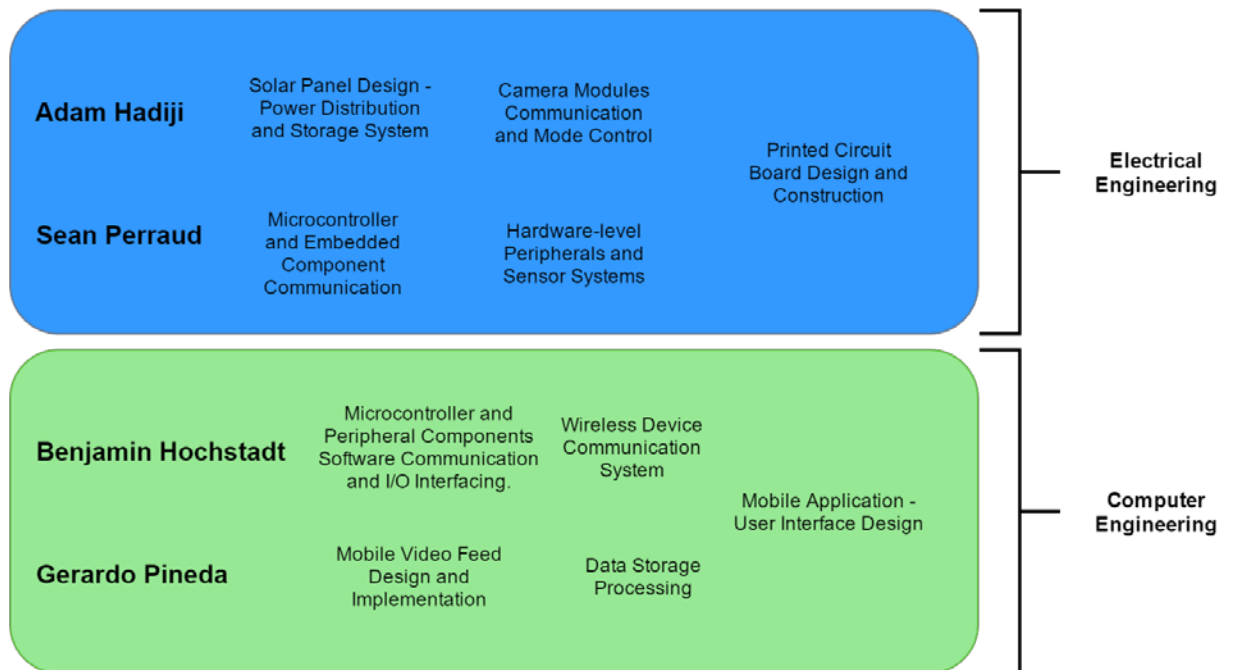 Adam Hadiji
Solar Panel Design -
Power Distribution
and Storage System
Camera Modules
Communication
and Mode Control
Printed Circuit
Board Design and
Construction
Electrical
Engineering
Sean Perraud
Microcontroller
and Embedded
Component
Communication
Hardware-level
Peripherals and
Sensor Systems
Benjamin Hochstadt
Microcontroller and
Peripheral Components
Software Communication
and I/O Interfacing.
Wireless Device
Communication
System
Mobile Application -
User Interface Design
Computer
Engineering
Gerardo Pineda
Mobile Video Feed
Design and
Implementation
Data Storage
Processing